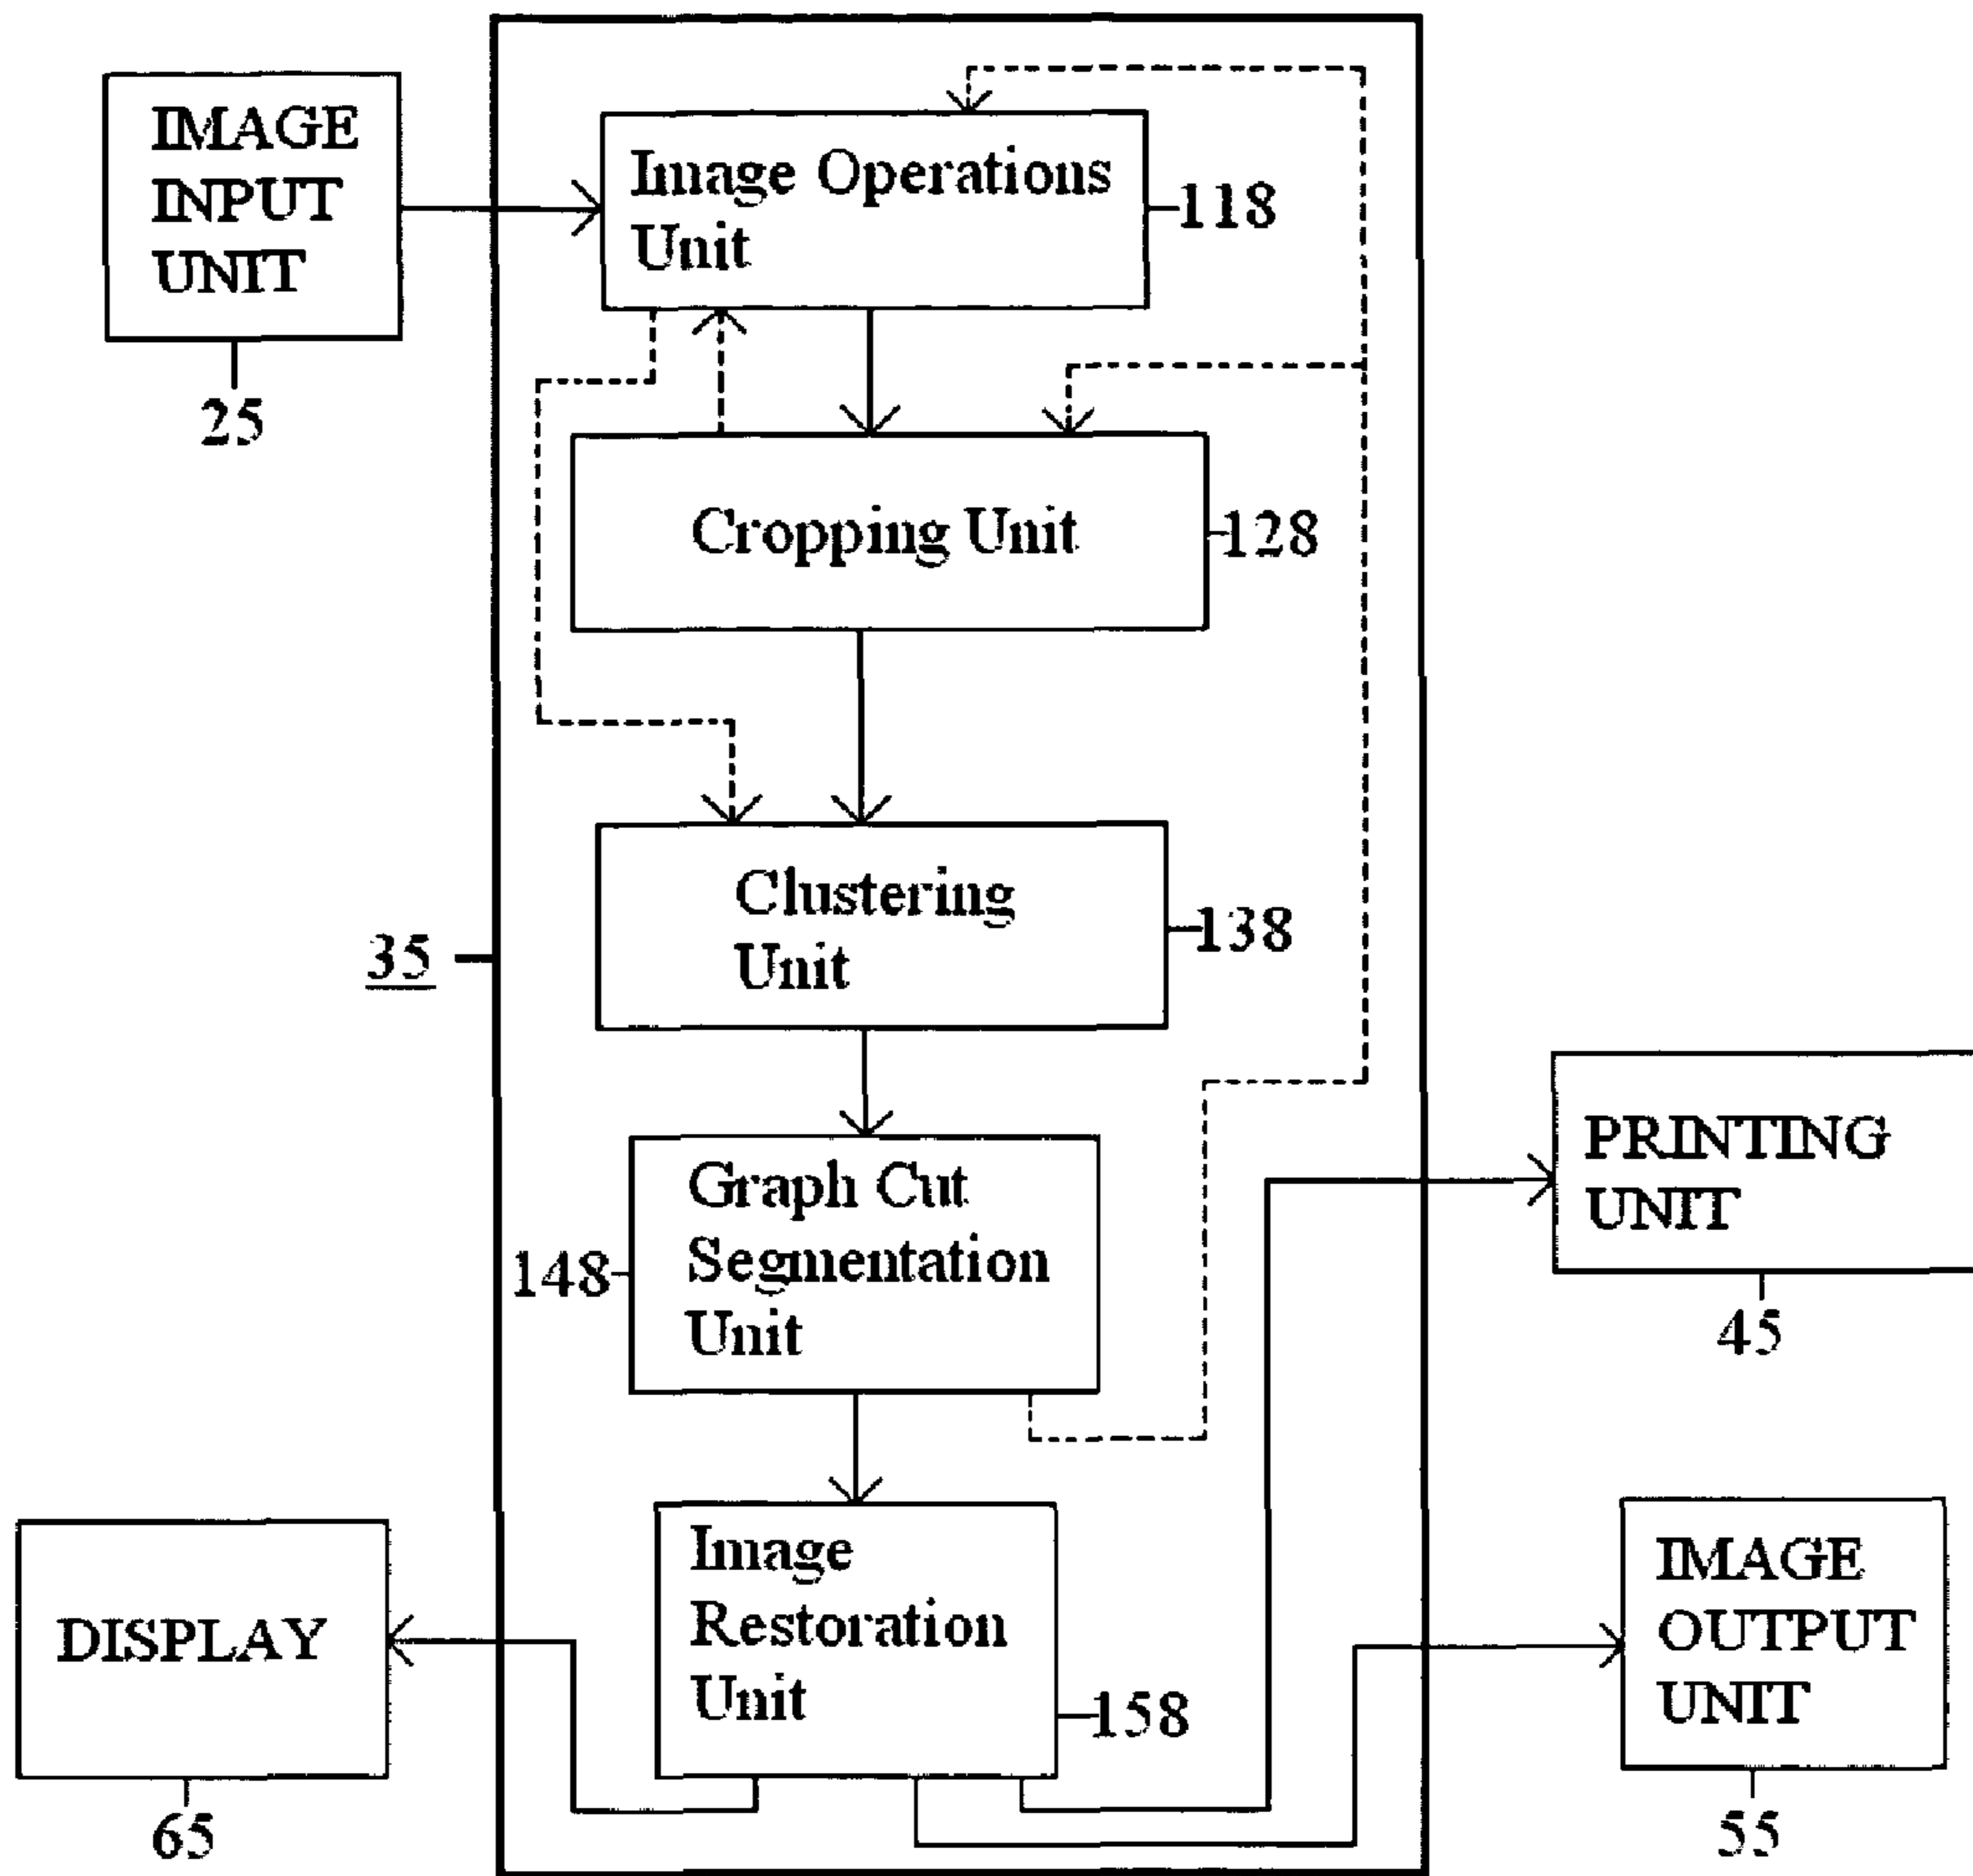 IMAGE
INPUT
UNIT
25
Image Operations
Unit
118
Cropping Unit
128
Clustering
Unit
138
35
Graph Cut
Segmentation
Unit
148
PRINTING
UNIT
45
Image
Restoration
Unit
158
DISPLAY
65
IMAGE
OUTPUT
UNIT
55